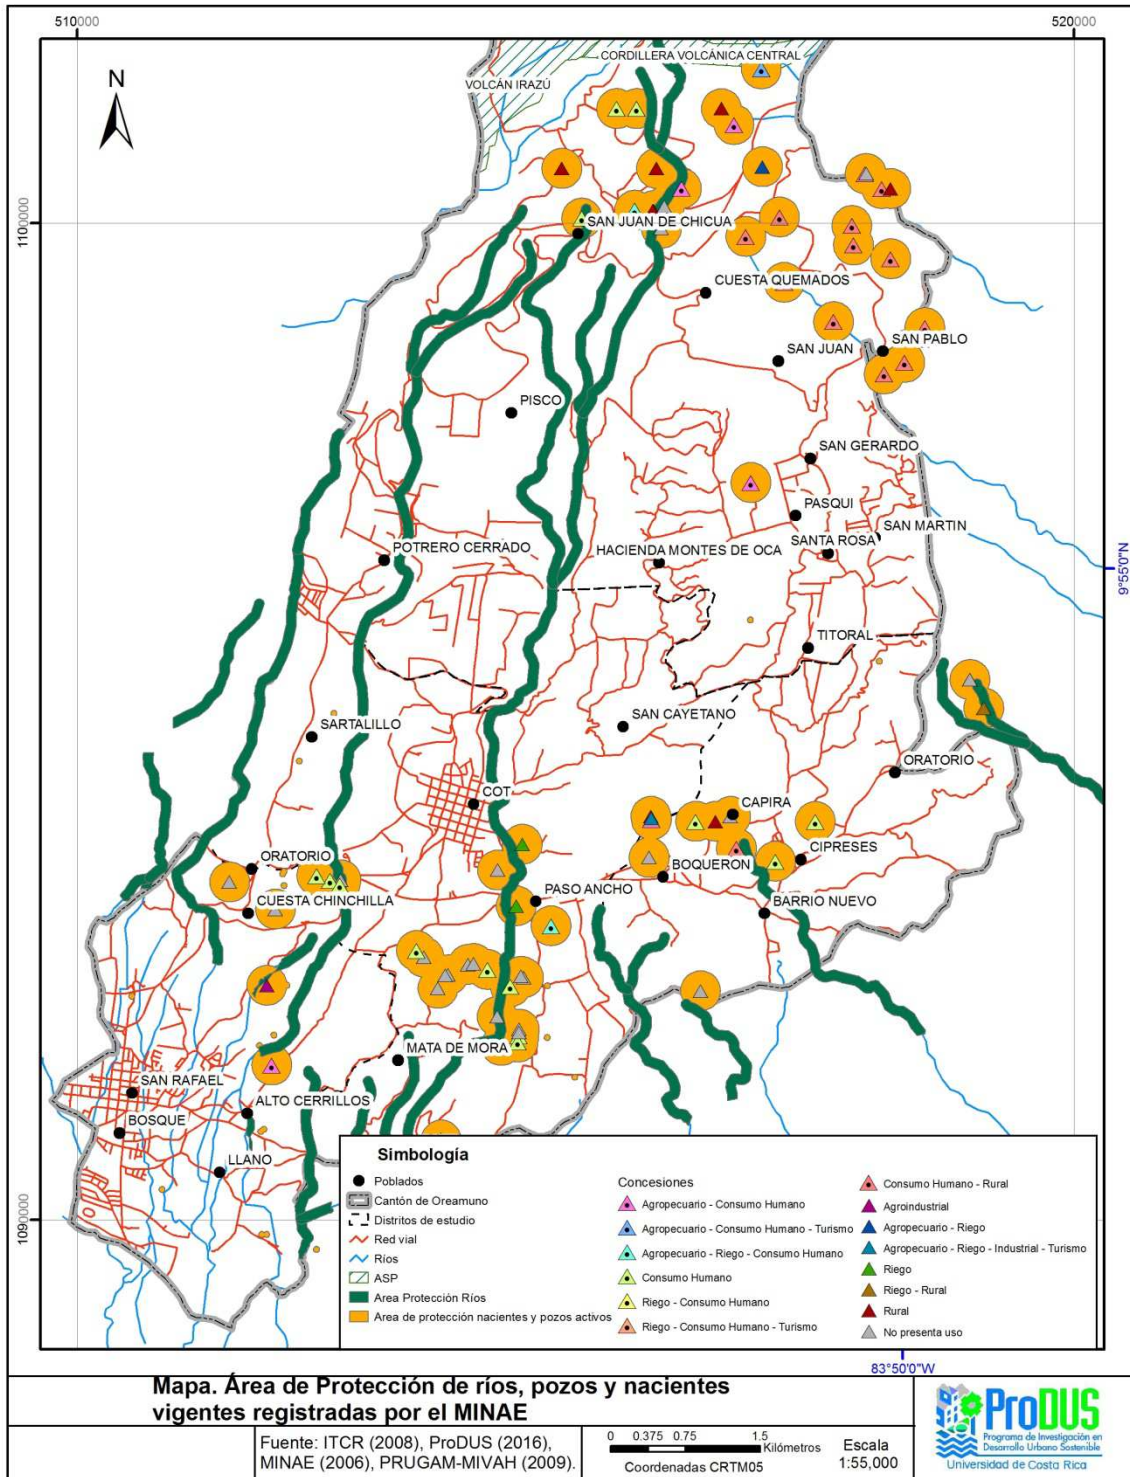 510000
520000
CORDILLERA VOLCÁNICA CENTRAL
VOLCÁN IRAZÚ
N
1100000
SAN JUAN DE CHICUA
CUESTA QUEMADOS
SAN JUAN
SAN PABLO
PISCO
SAN GERARDO
PASQUI
SAN MARTIN
SANTA ROSA
HACIENDA MONTES DE OCA
POTRERO CERRADO
9°55'0"N
TITORAL
SAN CAYETANO
SARTALILLO
ORATORIO
COT
CAPIRA
CIPRESES
ORATORIO
BOQUERON
CUESTA CHINCHILLA
PASO ANCHO
BARRIO NUEVO
MATA DE MORA
SAN RAFAEL
ALTO CERRILLOS
BOSQUE
LLANO
1090000
Simbología
Poblados
Cantón de Oreamuno
Distritos de estudio
Red vial
Ríos
ASP
Area Protección Ríos
Area de protección nacientes y pozos activos
Concesiones
Agropecuario - Consumo Humano
Agropecuario - Consumo Humano - Turismo
Agropecuario - Riego - Consumo Humano
Consumo Humano
Riego - Consumo Humano
Riego - Consumo Humano - Turismo
Consumo Humano - Rural
Agroindustrial
Agropecuario - Riego
Agropecuario - Riego - Industrial - Turismo
Riego
Riego - Rural
Rural
No presenta uso
83°50'0"W
Mapa. Área de Protección de ríos, pozos y nacientes
vigentes registradas por el MINAE
Fuente: ITCR (2008), ProDUS (2016),
MINAE (2006), PRUGAM-MIVAH (2009).
0 0.375 0.75 1.5
Kilómetros
Coordenadas CRTM05
Escala
1:55,000
ProDUS
Programa de Investigación en
Desarrollo Urbano Sostenible
Universidad de Costa Rica